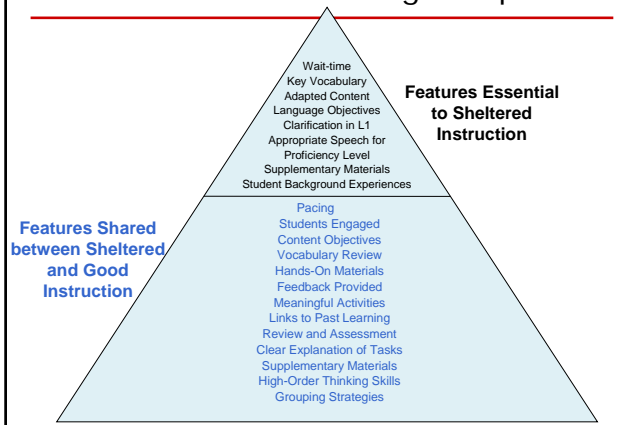 Wait-time
Key Vocabulary
Adapted Content
Language Objectives
Clarification in L1
Appropriate Speech for
Proficiency Level
Supplementary Materials
Student Background Experiences
Features Essential
to Sheltered
Instruction
Features Shared
between Sheltered
and Good
Instruction
Pacing
Students Engaged
Content Objectives
Vocabulary Review
Hands-On Materials
Feedback Provided
Meaningful Activities
Links to Past Learning
Review and Assessment
Clear Explanation of Tasks
Supplementary Materials
High-Order Thinking Skills
Grouping Strategies